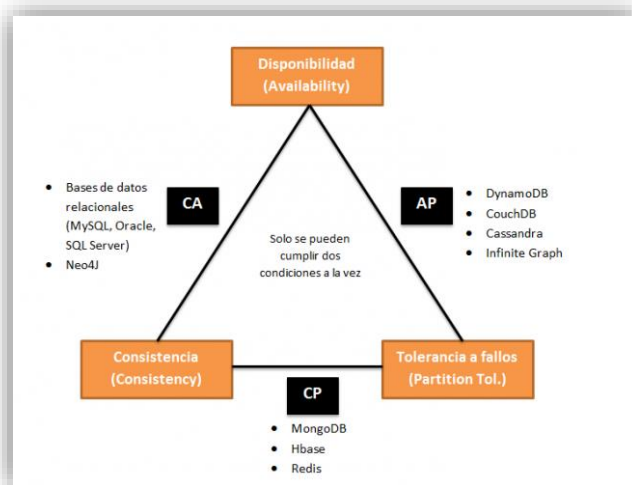 Disponibilidad
(Availability)
• Bases de datos
relacionales
(MySQL, Oracle,
SQL Server)
• Neo4J
CA
AP
• DynamoDB
• CouchDB
• Cassandra
• Infinite Graph
Solo se pueden
cumplir dos
condiciones a la vez
Consistencia
(Consistency)
Tolerancia a fallos
(Partition Tol.)
CP
• MongoDB
• Hbase
• Redis